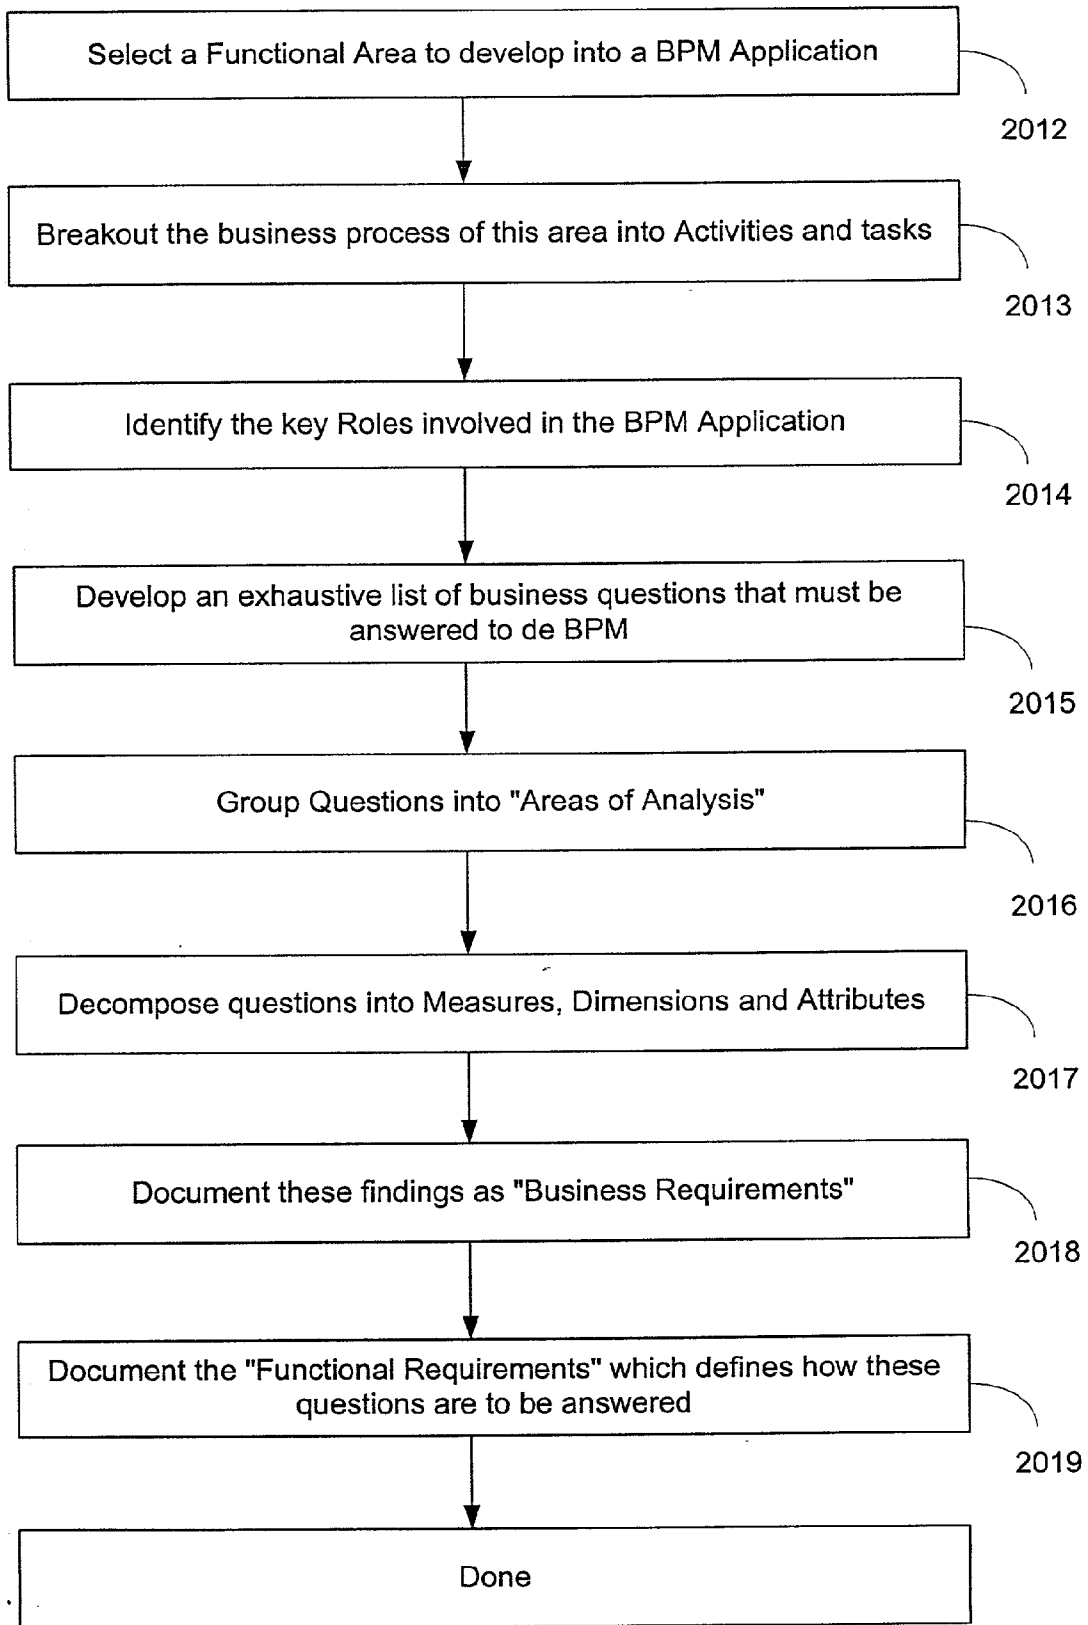 Select a Functional Area to develop into a BPM Application
2012
Breakout the business process of this area into Activities and tasks
2013
Identify the key Roles involved in the BPM Application
2014
Develop an exhaustive list of business questions that must be
answered to de BPM
2015
Group Questions into "Areas of Analysis"
2016
Decompose questions into Measures, Dimensions and Attributes
2017
Document these findings as "Business Requirements"
2018
Document the "Functional Requirements" which defines how these
questions are to be answered
2019
Done